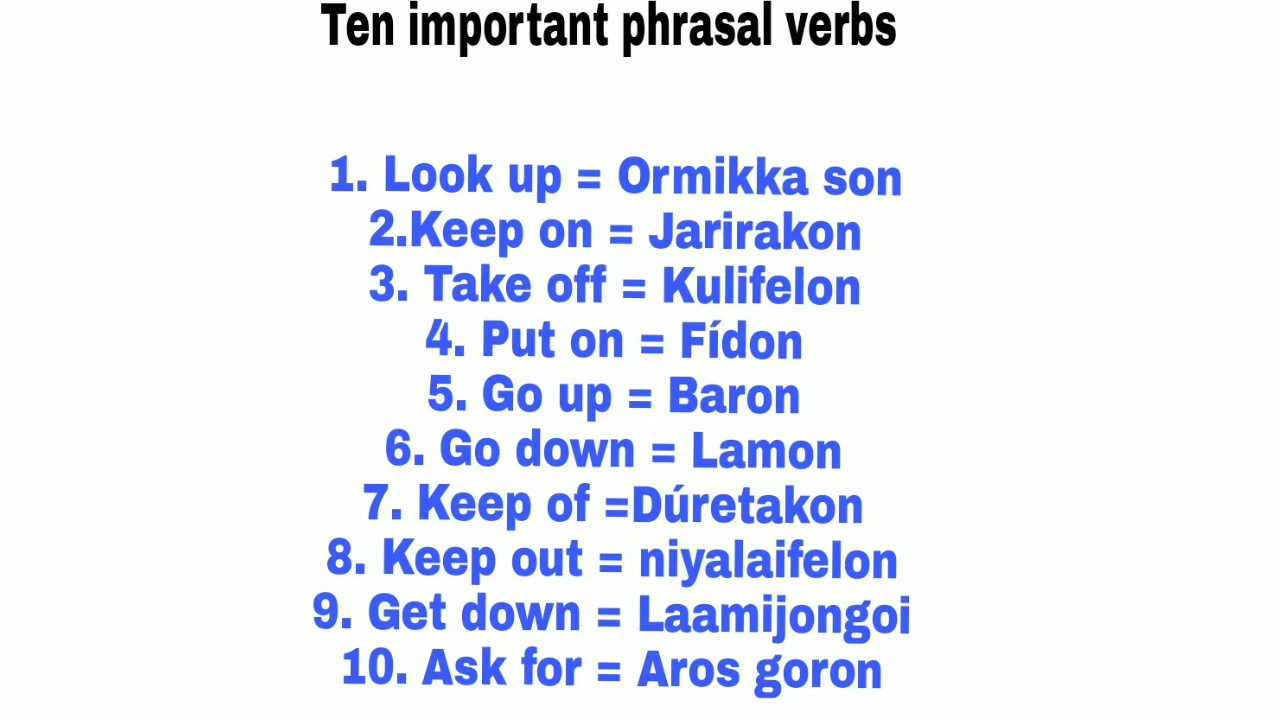 Ten important phrasal verbs
1. Look up = Ormikka son
2.Keep on = Jarirakon
3. Take off = Kulifelon
4. Put on = Fídon
5. Go up = Baron
6. Go down = Lamon
7. Keep of =Dúretakon
8. Keep out = niyalaifelon
9. Get down = Laamijongoi
10. Ask for = Aros goron